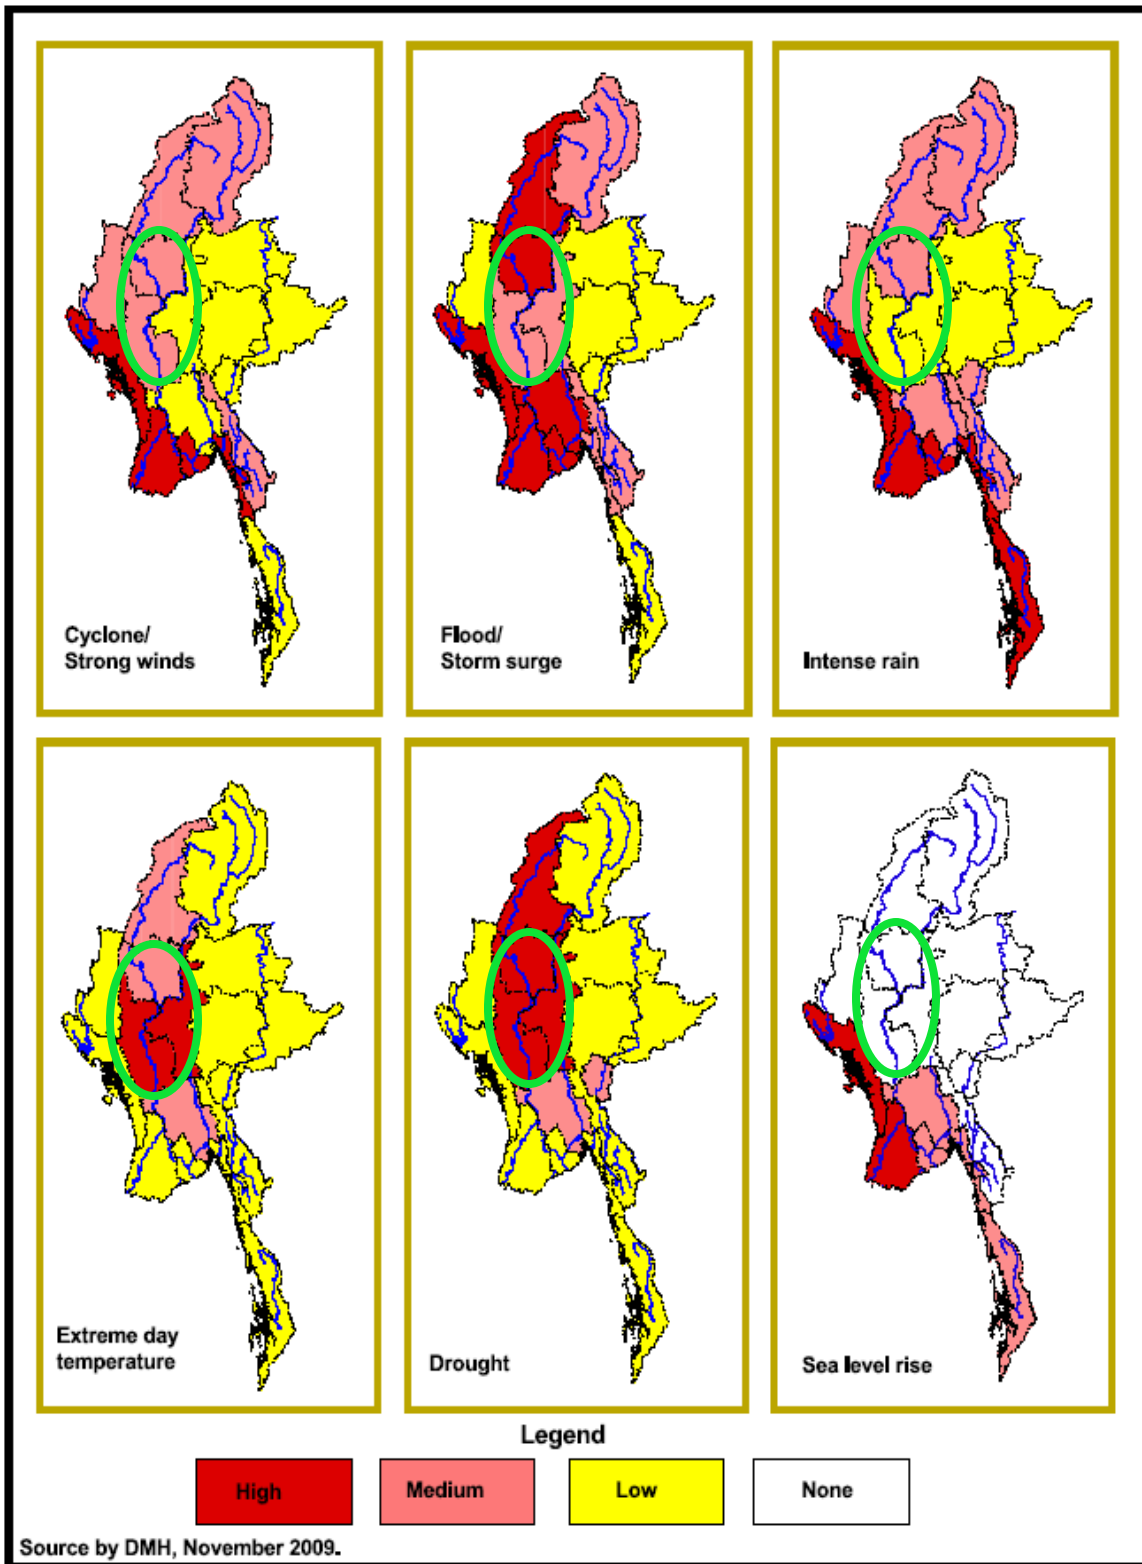 Cyclone/
Strong winds
Flood/
Storm surge
Intense rain
Extreme day
temperature
Drought
Sea level rise
Legend
High
Medium
Low
None
Source by DMH, November 2009.